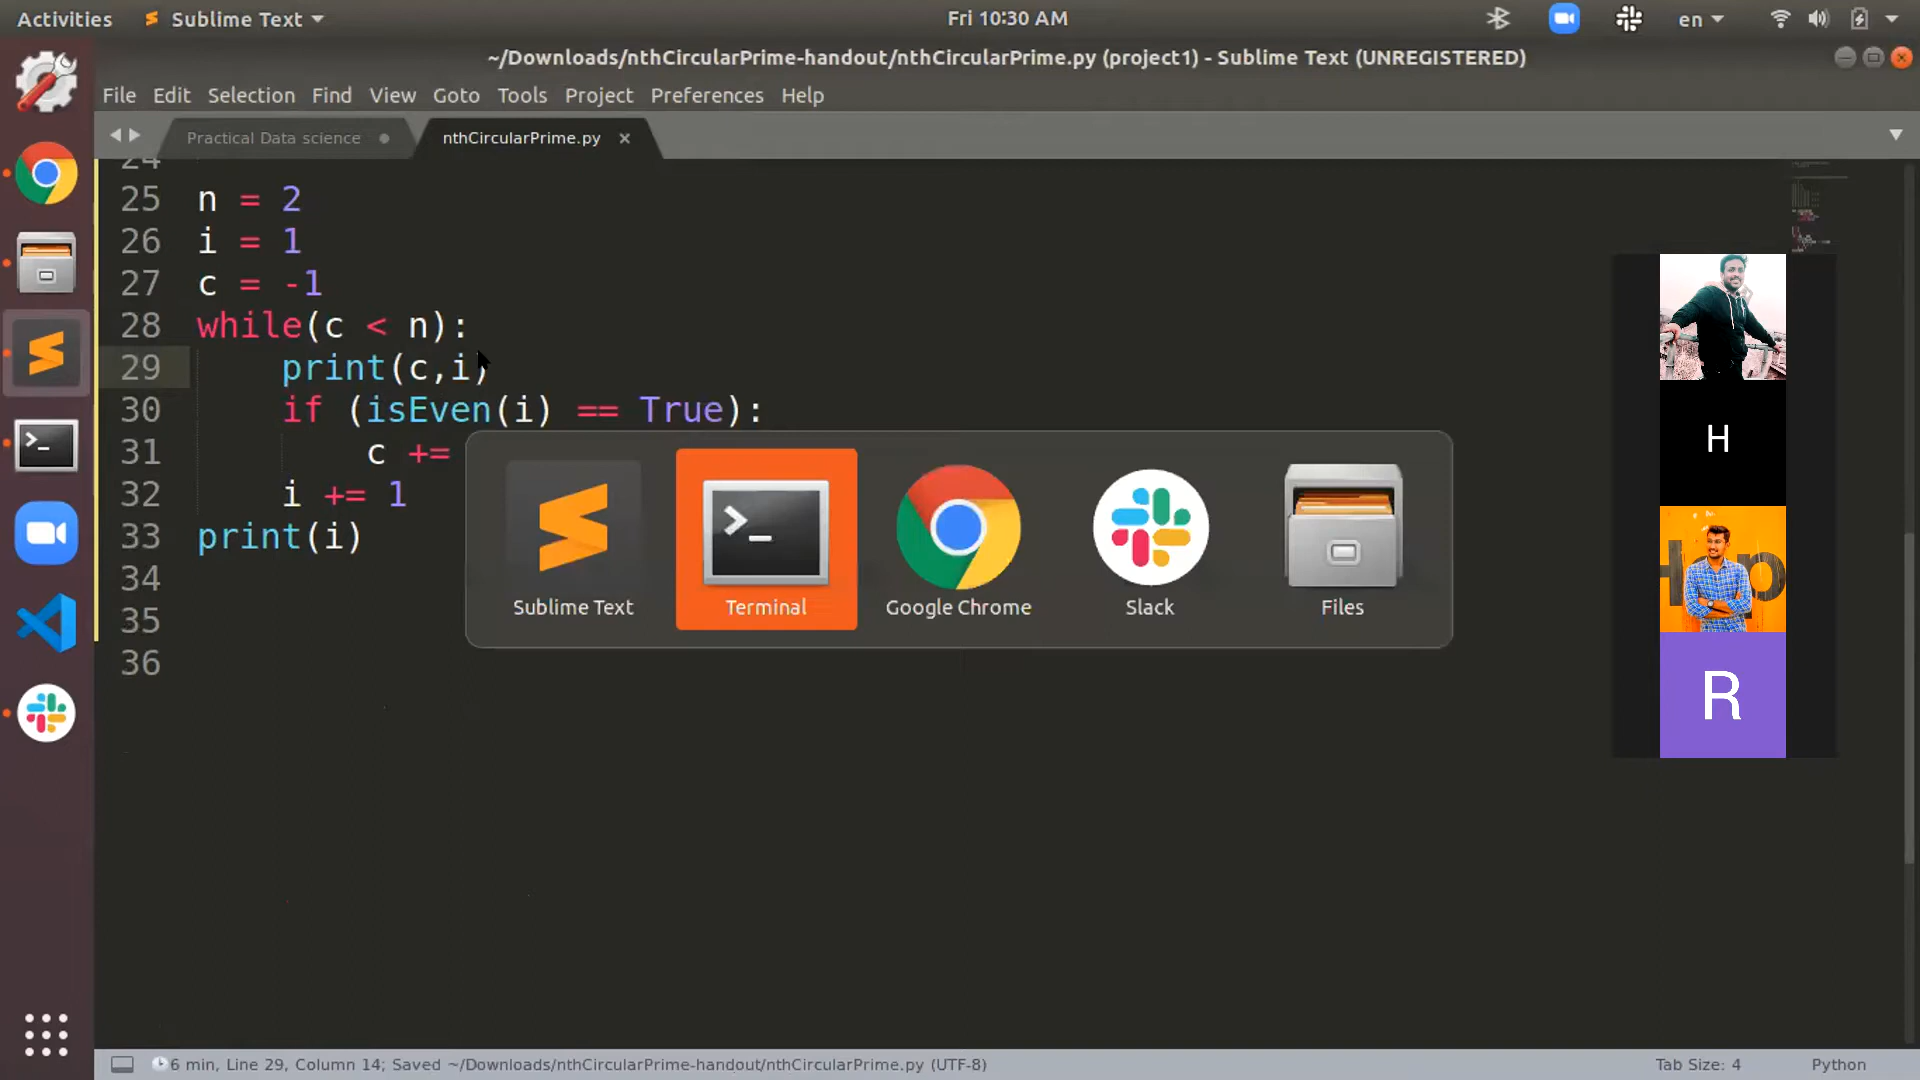 Activities Sublime Text Fri 10:30 AM en
~/Downloads/nthCircularPrime-handout/nthCircularPrime.py (project1) - Sublime Text (UNREGISTERED)
File Edit Selection Find View Goto Tools Project Preferences Help
Practical Data science nthCircularPrime.py
24
25 n = 2
26 i = 1
27 c = -1
28 while(c < n):
29 print(c,i)
30 if (isEven(i) == True):
31 c +=
32 i += 1
33 print(i)
34
35
36
Sublime Text Terminal Google Chrome Slack Files
H
R
6 min, Line 29, Column 14; Saved ~/Downloads/nthCircularPrime-handout/nthCircularPrime.py (UTF-8) Tab Size: 4 Python